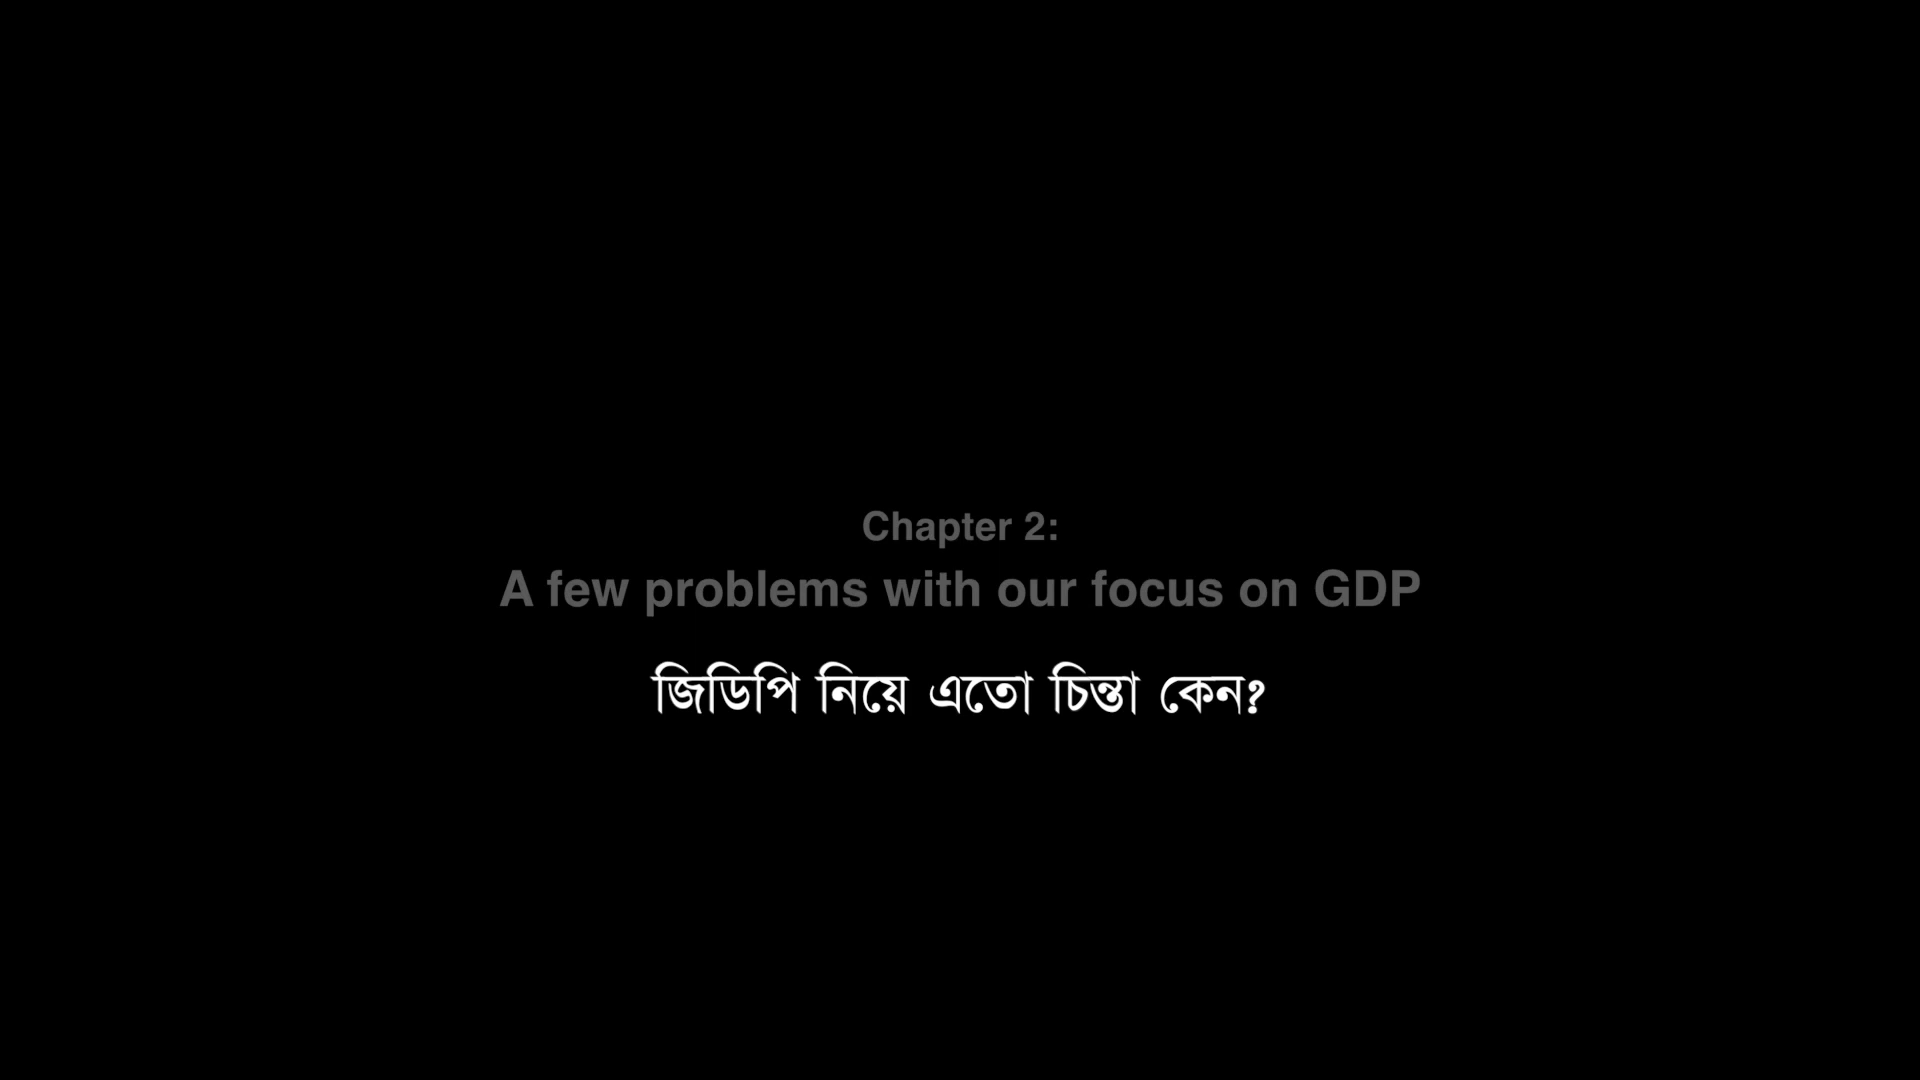 Chapter 2:
A few problems with our focus on GDP
জিডিপি নিয়ে এতো চিন্তা কেন?